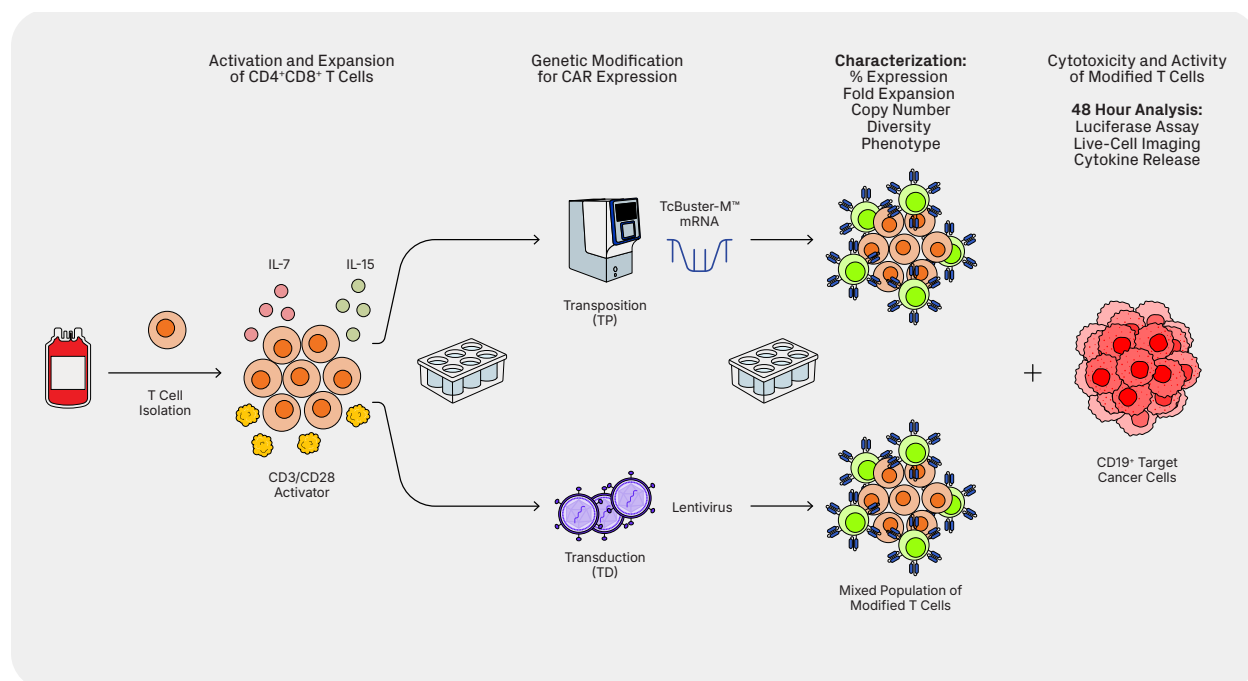 Activation and Expansion
of CD4⁺CD8⁺ T Cells
Genetic Modification
for CAR Expression
Characterization:
% Expression
Fold Expansion
Copy Number
Diversity
Phenotype
Cytotoxicity and Activity
of Modified T Cells
48 Hour Analysis:
Luciferase Assay
Live-Cell Imaging
Cytokine Release
IL-7
IL-15
T Cell
Isolation
CD3/CD28
Activator
TcBuster-M™
mRNA
Transposition
(TP)
Lentivirus
Transduction
(TD)
Mixed Population of
Modified T Cells
+
CD19⁺ Target
Cancer Cells